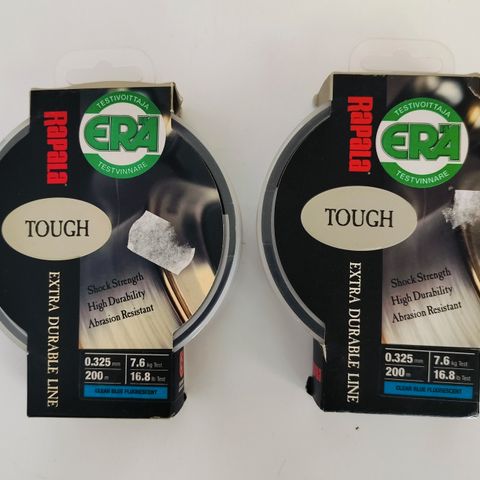 RAPALA
TESTIVOITTAJA
ERÄ
TESTVINNARE
TOUGH
EXTRA DURABLE LINE
Shock Strength
High Durability
Abrasion Resistant
0.325 mm
7.6 kg Test
200 m
16.8 lb Test
CLEAR BLUE FLUORESCENT
RAPALA
TESTIVOITTAJA
ERÄ
TESTVINNARE
TOUGH
EXTRA DURABLE LINE
Shock Strength
High Durability
Abrasion Resistant
0.325 mm
7.6 kg Test
200 m
16.8 lb Test
CLEAR BLUE FLUORESCENT